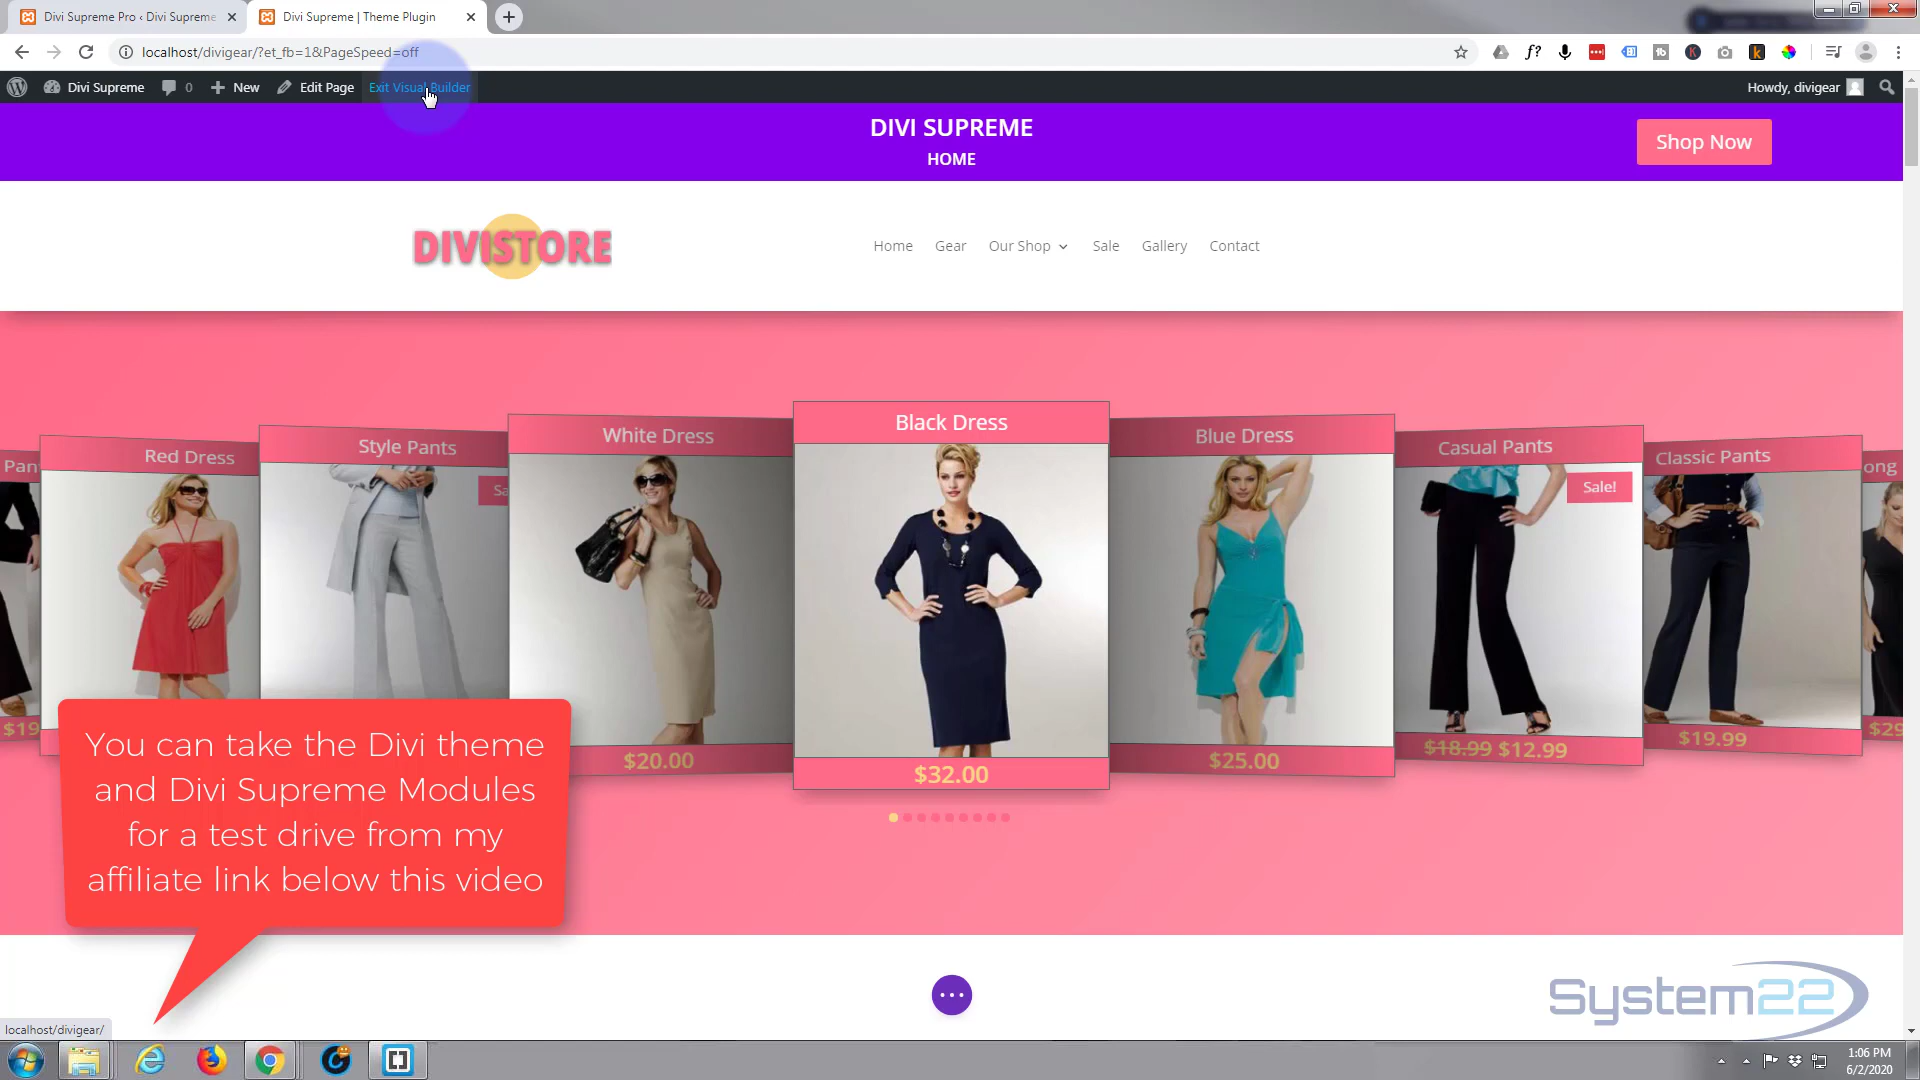 Divi Supreme Pro ‹ Divi Supreme
Divi Supreme | Theme Plugin
localhost/divigear/?et_fb=1&PageSpeed=off
Divi Supreme 0 New Edit Page Exit Visual Builder Howdy, divigear
DIVI SUPREME
HOME
Shop Now
DIVISTORE
Home Gear Our Shop Sale Gallery Contact
Red Dress
Style Pants
White Dress
$20.00
Black Dress
$32.00
Blue Dress
$25.00
Casual Pants
Sale!
$18.99 $12.99
Classic Pants
$19.99
You can take the Divi theme
and Divi Supreme Modules
for a test drive from my
affiliate link below this video
System22
localhost/divigear/
1:06 PM
6/2/2020